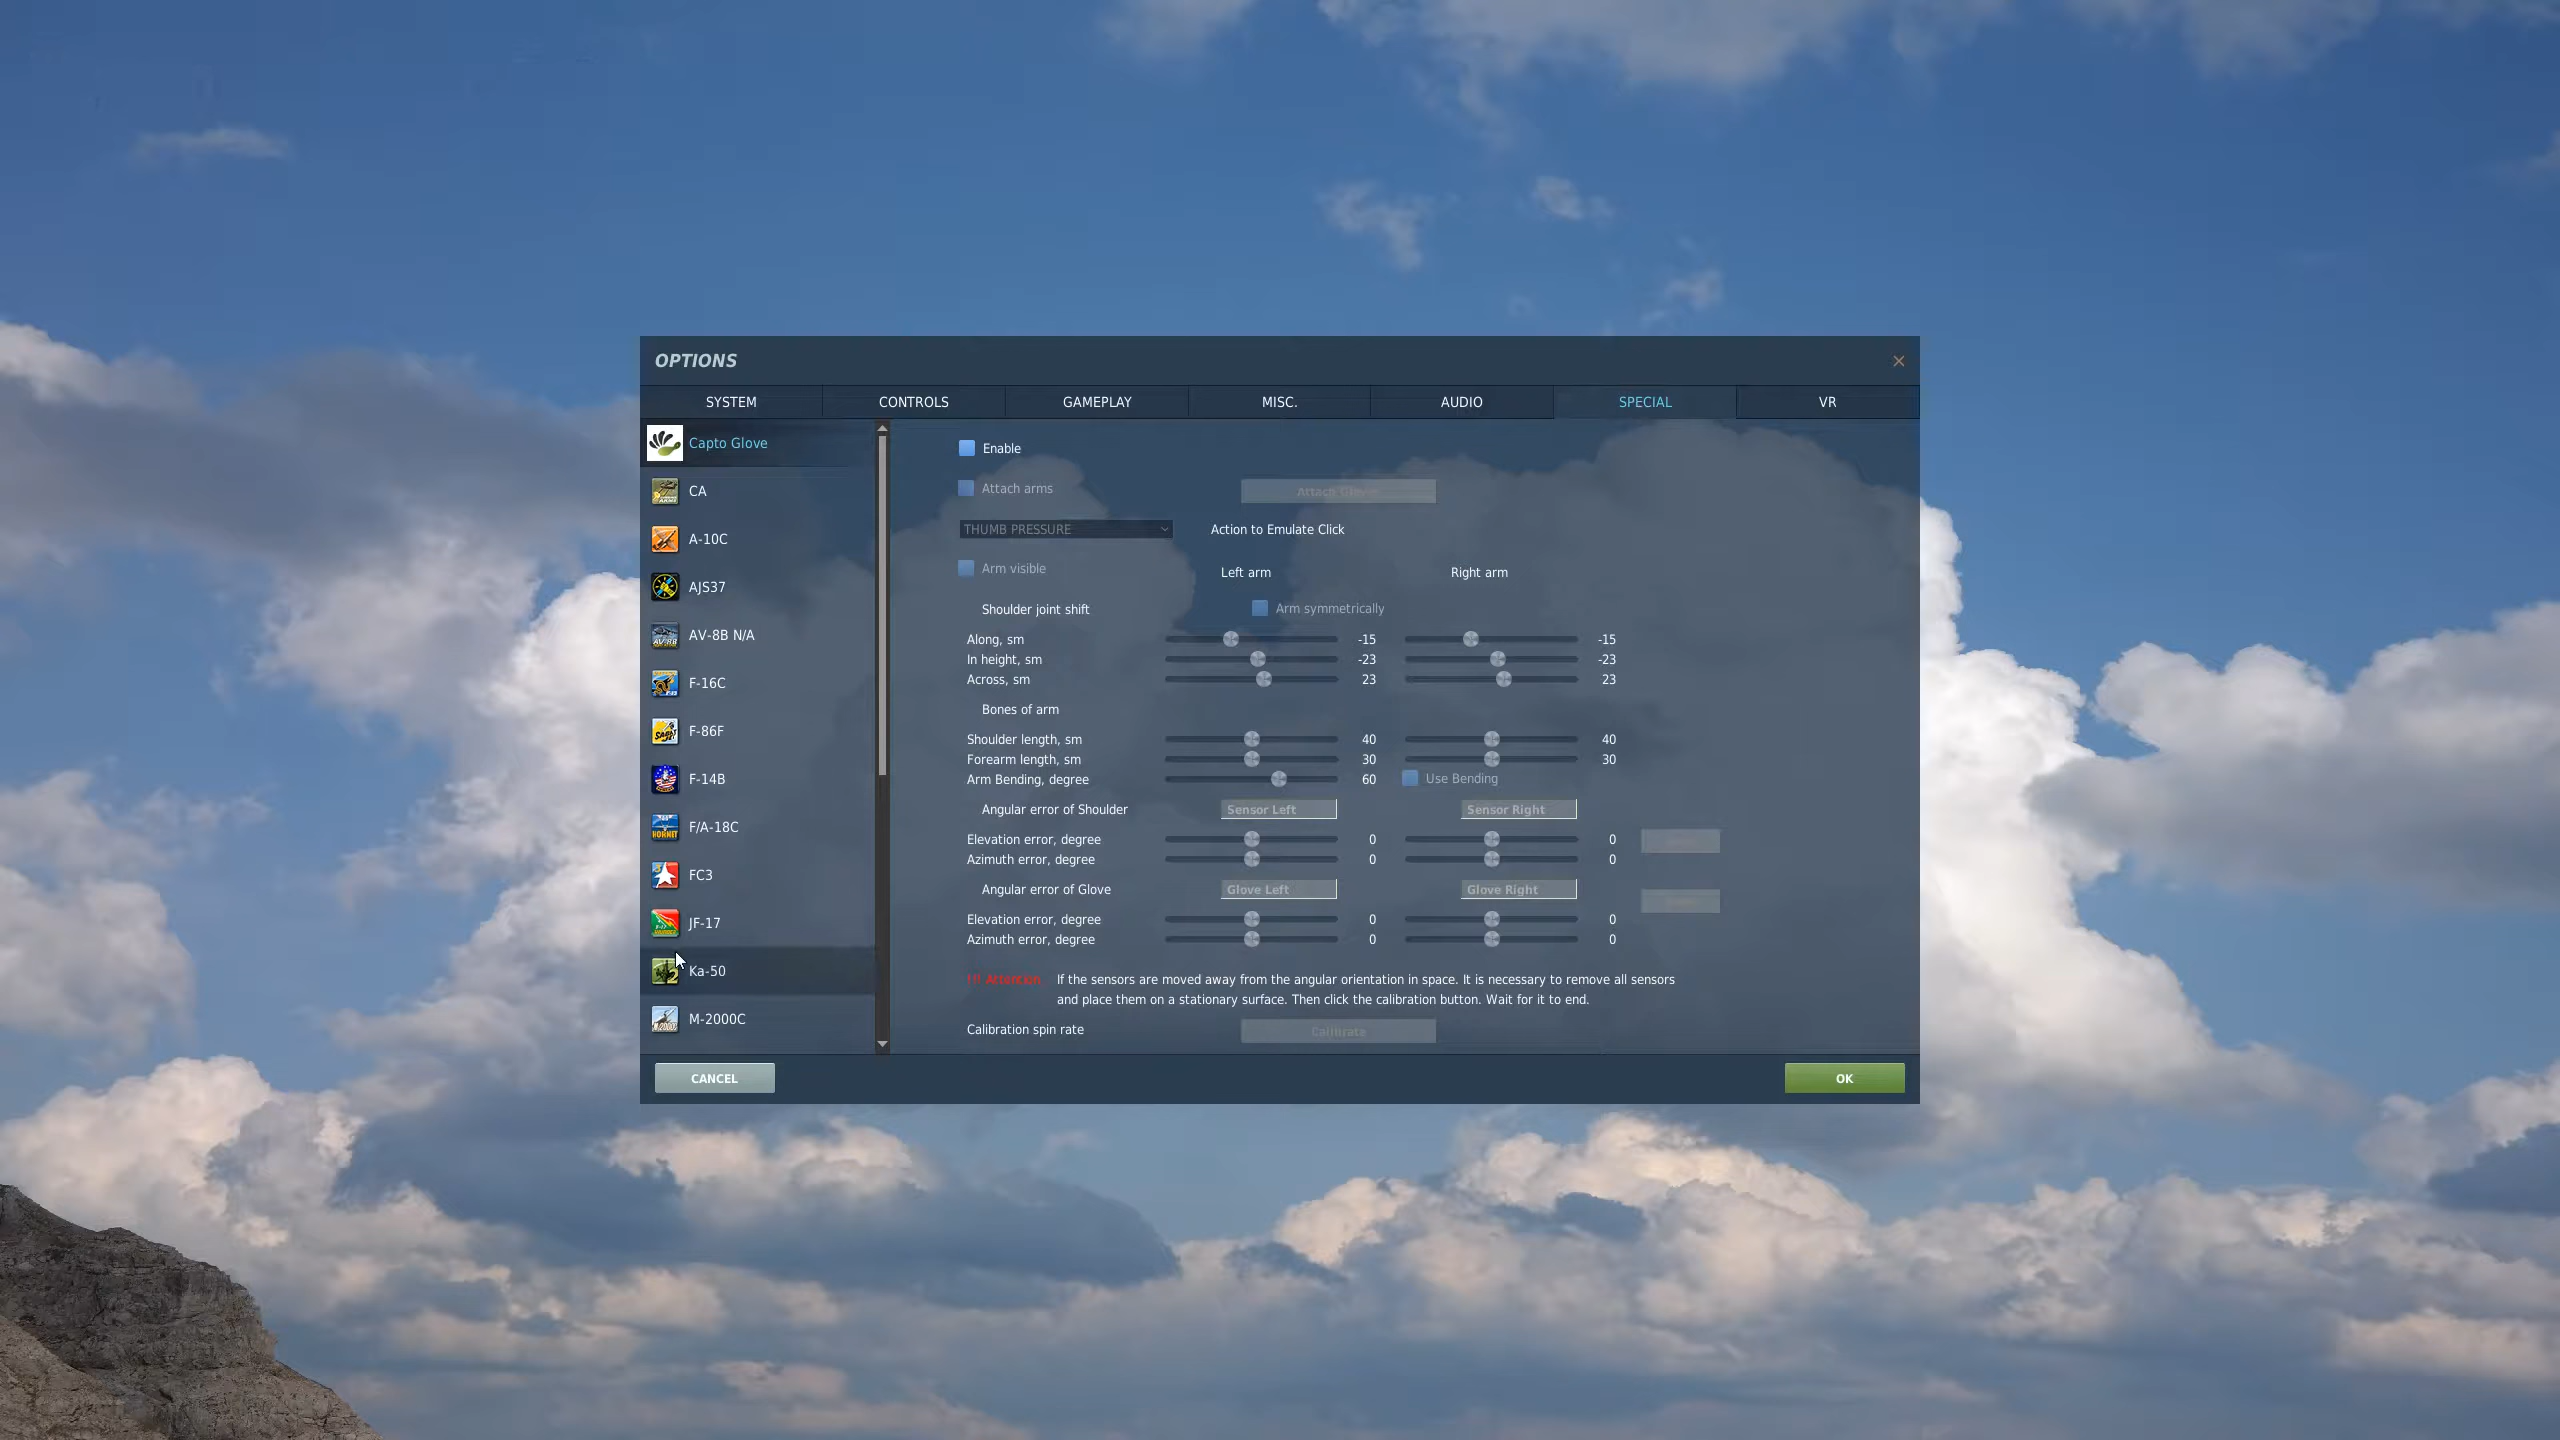 OPTIONS
SYSTEM CONTROLS GAMEPLAY MISC. AUDIO SPECIAL VR
Capto Glove
CA
A-10C
AJS37
AV-8B N/A
F-16C
F-86F
F-14B
F/A-18C
FC3
JF-17
Ka-50
M-2000C
Enable
Attach arms
THUMB PRESSURE Action to Emulate Click
Arm visible Left arm Right arm
Shoulder joint shift Arm symmetrically
Along, sm -15 -15
In height, sm -23 -23
Across, sm 23 23
Bones of arm
Shoulder length, sm 40 40
Forearm length, sm 30 30
Arm Bending, degree 60 Use Bending
Angular error of Shoulder Sensor Left Sensor Right
Elevation error, degree 0 0
Azimuth error, degree 0 0
Angular error of Glove Glove Left Glove Right
Elevation error, degree 0 0
Azimuth error, degree 0 0
!!! Attention If the sensors are moved away from the angular orientation in space. It is necessary to remove all sensors
and place them on a stationary surface. Then click the calibration button. Wait for it to end.
Calibration spin rate Calibrate
CANCEL OK